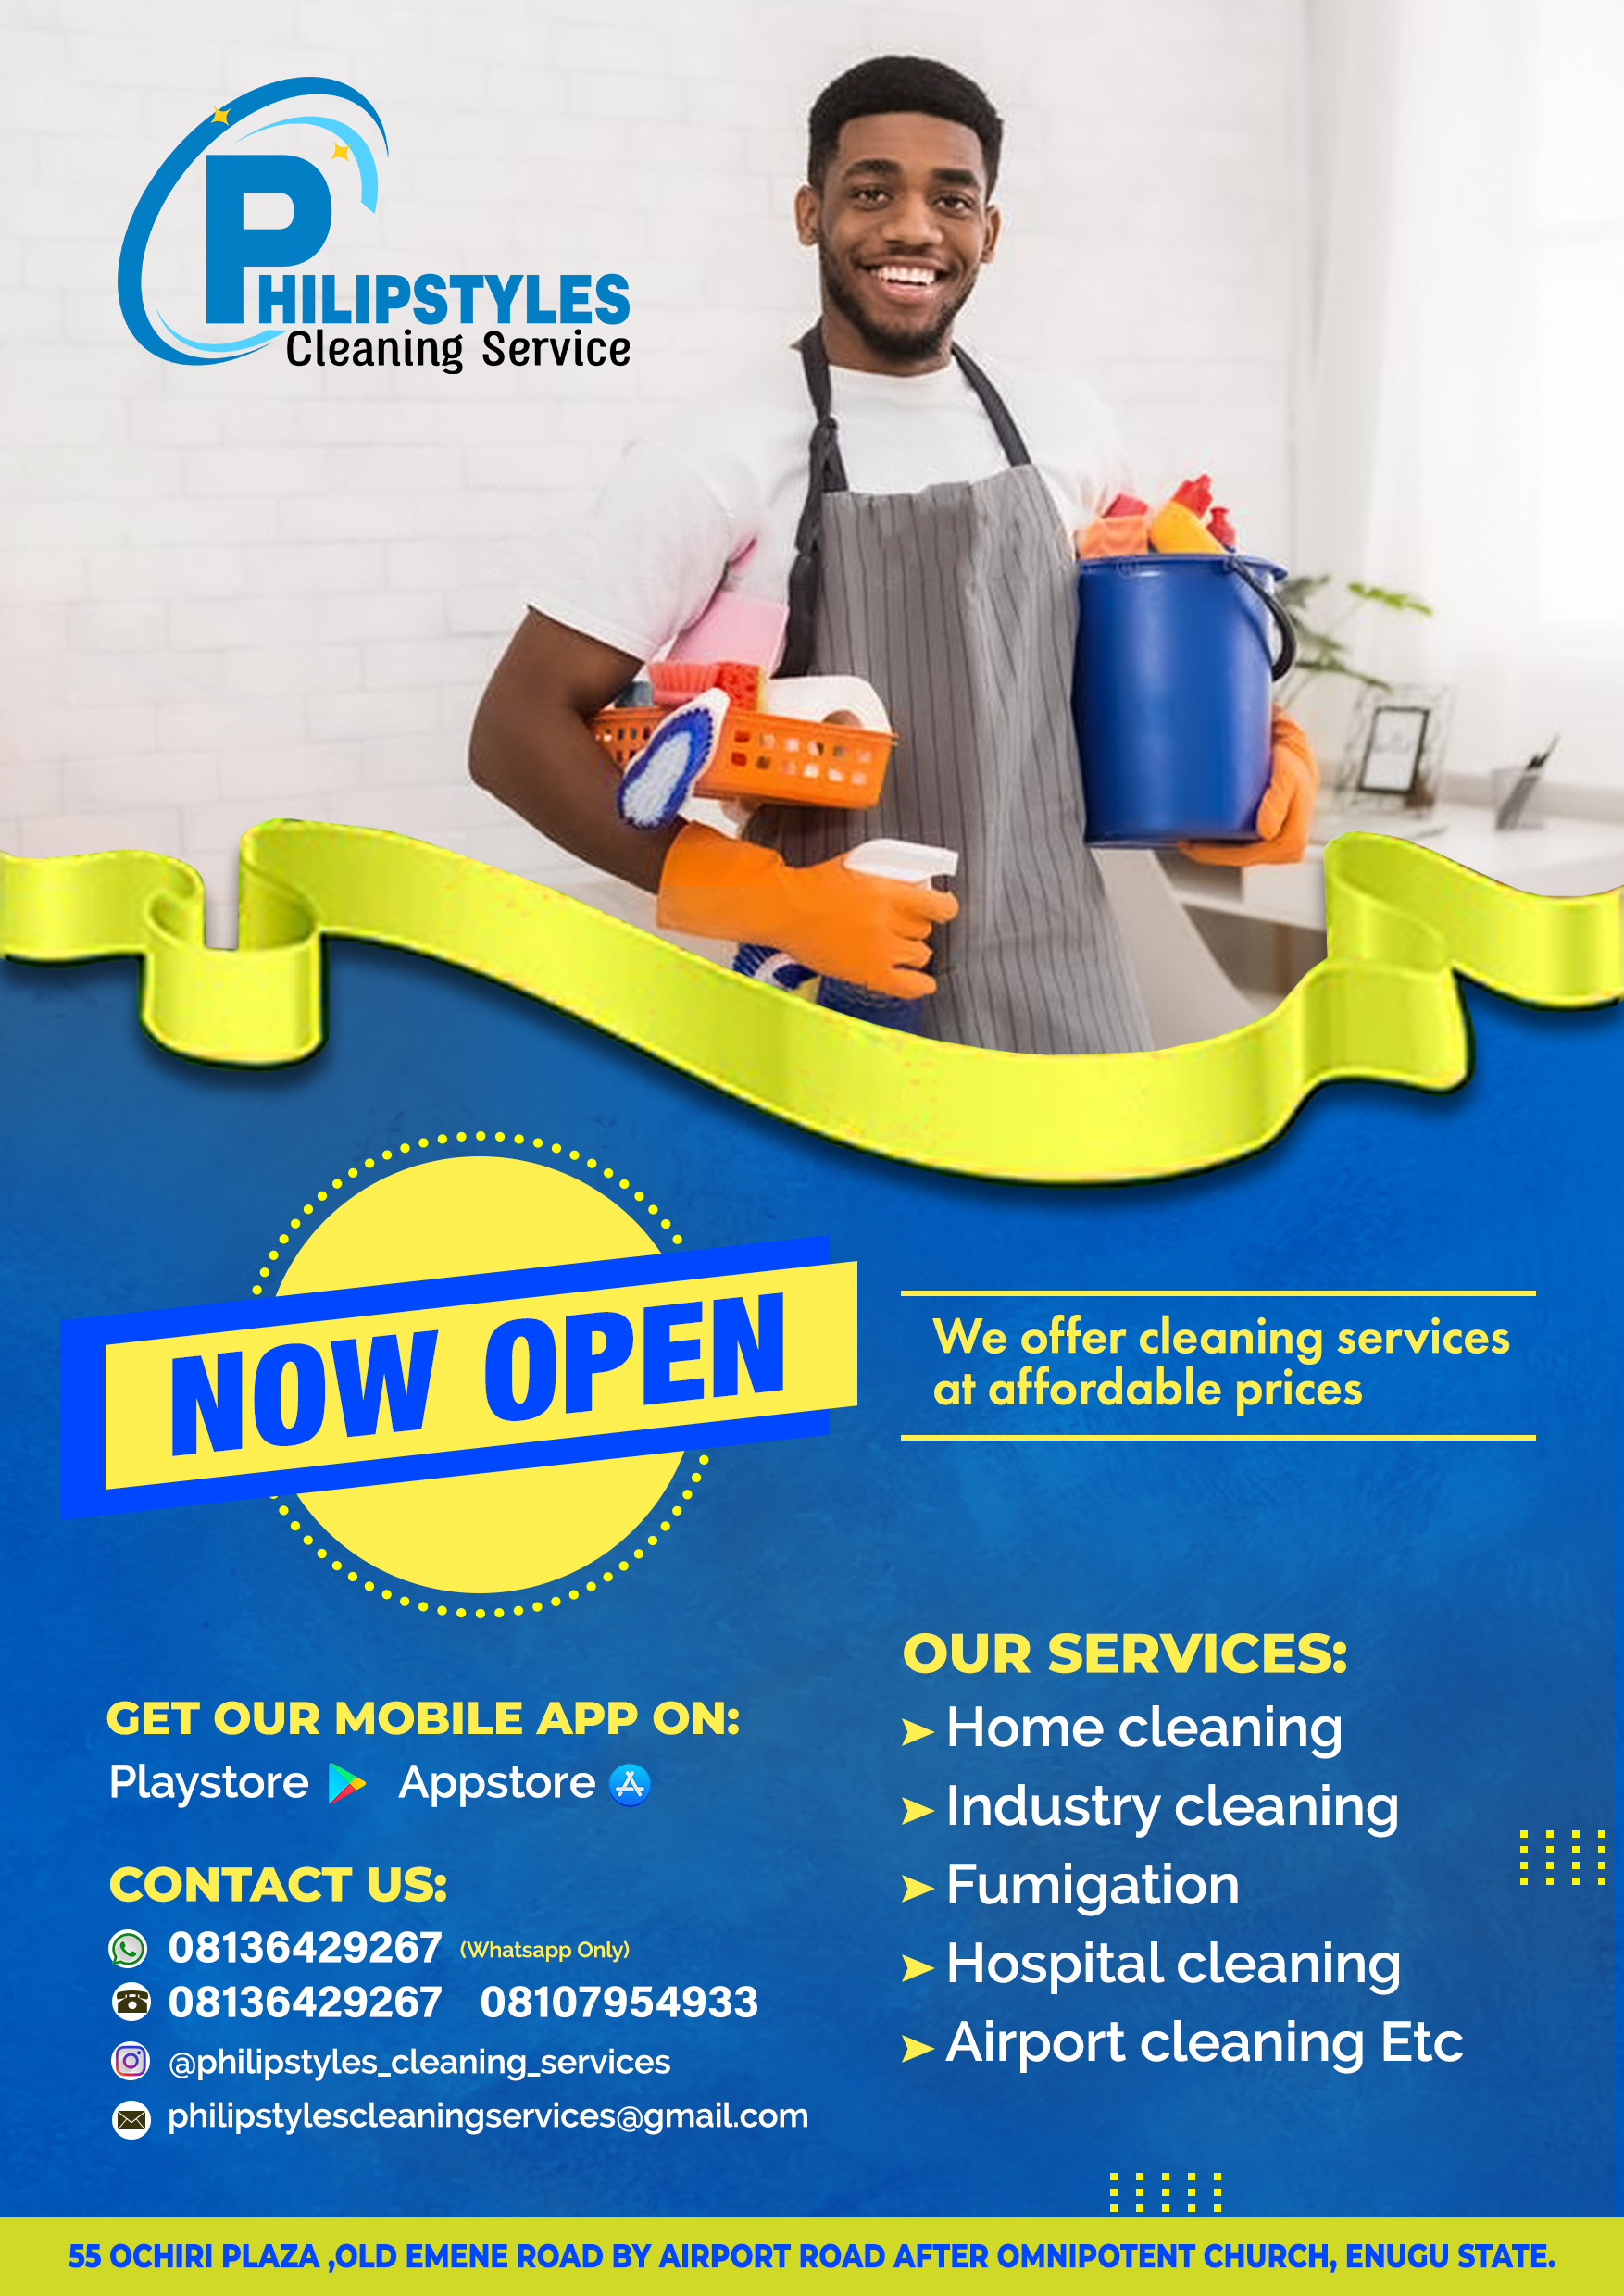 PHILIPSTYLES
Cleaning Service
NOW OPEN
We offer cleaning services
at affordable prices
GET OUR MOBILE APP ON:
Playstore Appstore
CONTACT US:
08136429267 (Whatsapp Only)
08136429267 08107954933
@philipstyles_cleaning_services
philipstylescleaningservices@gmail.com
OUR SERVICES:
Home cleaning
Industry cleaning
Fumigation
Hospital cleaning
Airport cleaning Etc
55 OCHIRI PLAZA ,OLD EMENE ROAD BY AIRPORT ROAD AFTER OMNIPOTENT CHURCH, ENUGU STATE.